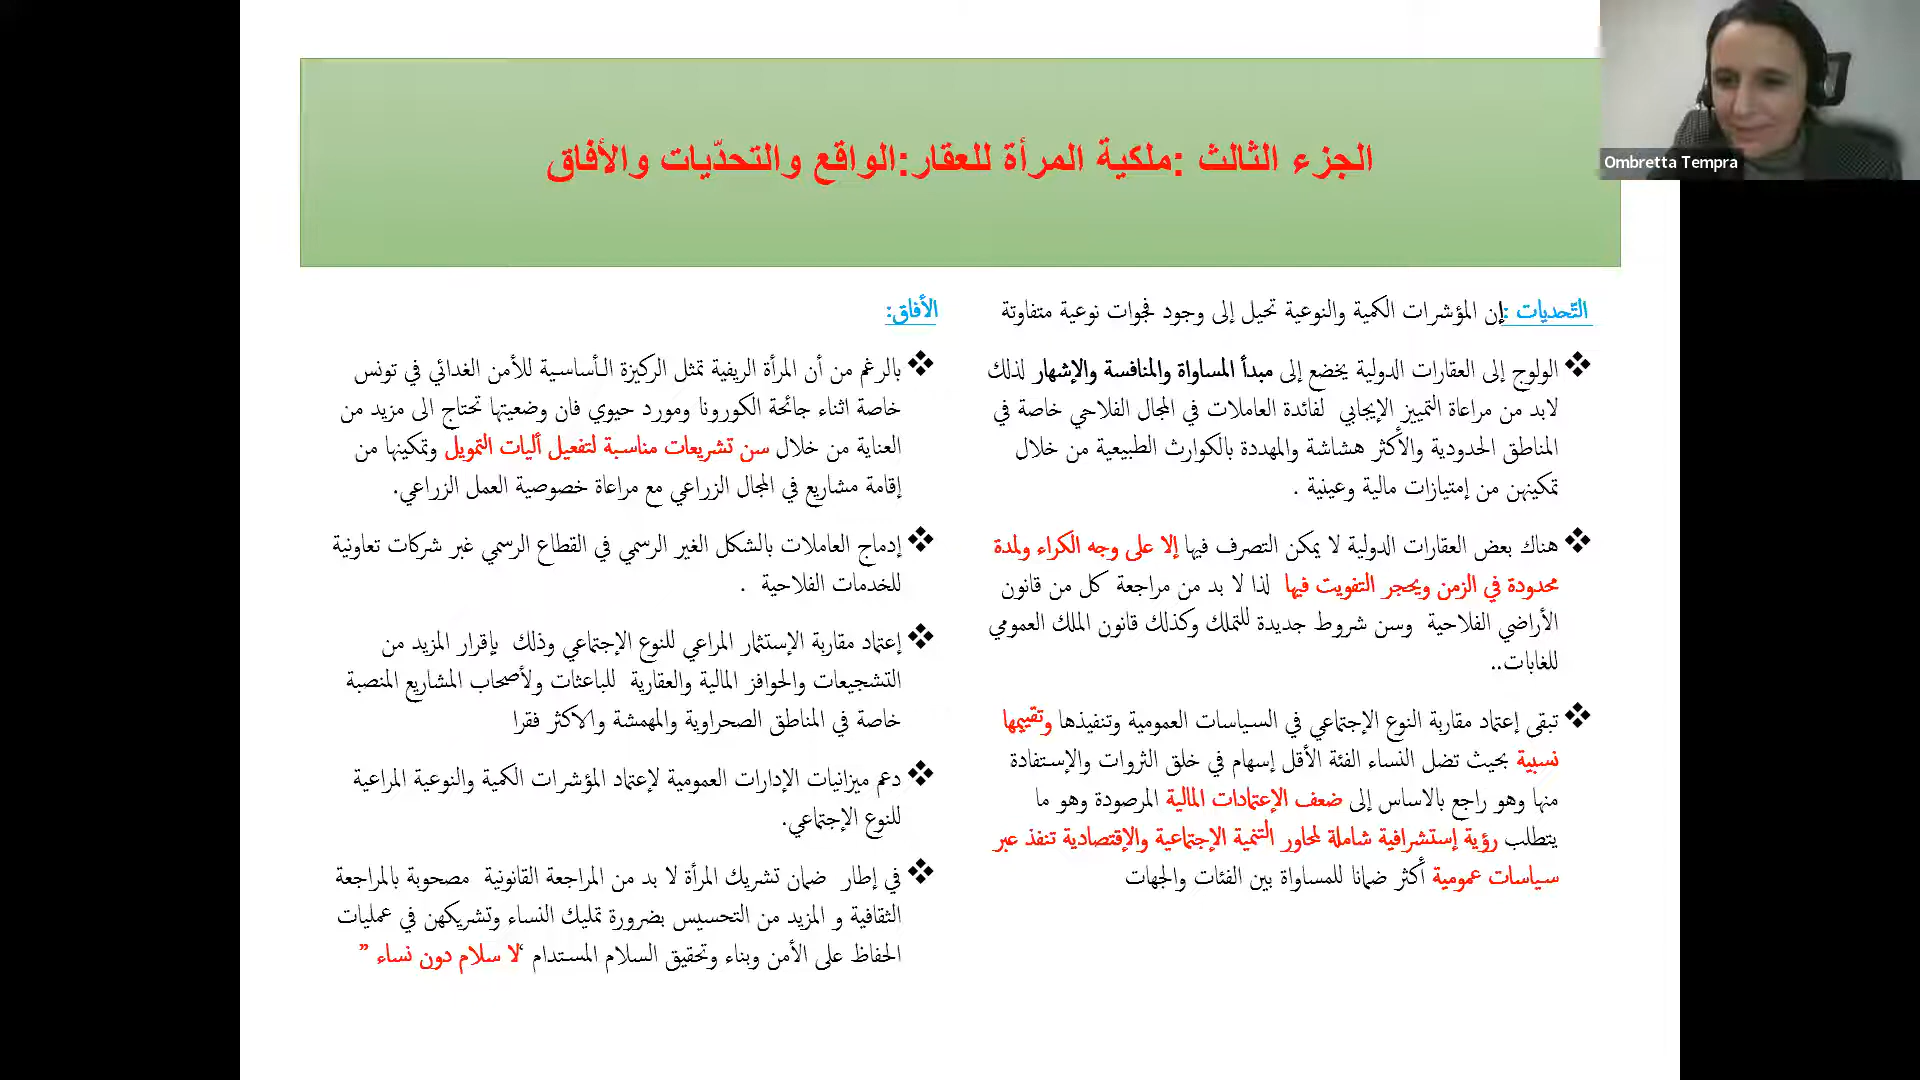 الجزء الثالث :ملكية المرأة للعقار:الواقع والتحدّيات والأفاق
Ombretta Tempra
التّحديات :إن المؤشرات الكمية والنوعية تحيل إلى وجود فجوات نوعية متفاوتة
❖ الولوج إلى العقارات الدولية يخضع إلى مبدأ المساواة والمنافسة والإشهار لذلك
لابد من مراعاة التمييز الإيجابي لفائدة العاملات في المجال الفلاحي خاصة في
المناطق الحدودية والأكثر هشاشة والمهددة بالكوارث الطبيعية من خلال
تمكينهن من إمتيازات مالية وعينية .
❖ هناك بعض العقارات الدولية لا يمكن التصرف فيها إلا على وجه الكراء ولمدة
محدودة في الزمن ويحجر التفويت فيها لذا لا بد من مراجعة كل من قانون
الأراضي الفلاحية وسن شروط جديدة للتملك وكذلك قانون الملك العمومي
للغابات..
❖ تبقى إعتماد مقاربة النوع الإجتماعي في السياسات العمومية وتنفيذها وتقييمها
نسبية بحيث تضل النساء الفئة الأقل إسهام في خلق الثروات والإستفادة
منها وهو راجع بالاساس إلى ضعف الإعتمادات المالية المرصودة وهو ما
يتطلب رؤية إستشرافية شاملة لمحاور التنمية الإجتماعية والإقتصادية تنفذ عبر
سياسات عمومية أكثر ضمانا للمساواة بين الفئات والجهات
الأفاق:
❖ بالرغم من أن المرأة الريفية تمثل الركيزة الأساسية للأمن الغدائي في تونس
خاصة اثناء جائحة الكورونا ومورد حيوي فان وضعيتها تحتاج الى مزيد من
العناية من خلال سن تشريعات مناسبة لتفعيل أليات التمويل وتمكينها من
إقامة مشاريع في المجال الزراعي مع مراعاة خصوصية العمل الزراعي.
❖ إدماج العاملات بالشكل الغير الرسمي في القطاع الرسمي غبر شركات تعاونية
للخدمات الفلاحية .
❖ إعتماد مقاربة الإستثمار المراعي للنوع الإجتماعي وذلك بإقرار المزيد من
التشجيعات والحوافز المالية والعقارية للباعثات ولأصحاب المشاريع المنصبة
خاصة في المناطق الصحراوية والمهمشة والاكثر فقرا
❖ دعم ميزانيات الإدارات العمومية لإعتماد المؤشرات الكمية والنوعية المراعية
للنوع الإجتماعي.
❖ في إطار ضمان تشريك المرأة لا بد من المراجعة القانونية مصحوبة بالمراجعة
الثقافية و المزيد من التحسيس بضرورة تمليك النساء وتشريكهن في عمليات
الحفاظ على الأمن وبناء وتحقيق السلام المستدام ‘لا سلام دون نساء ”